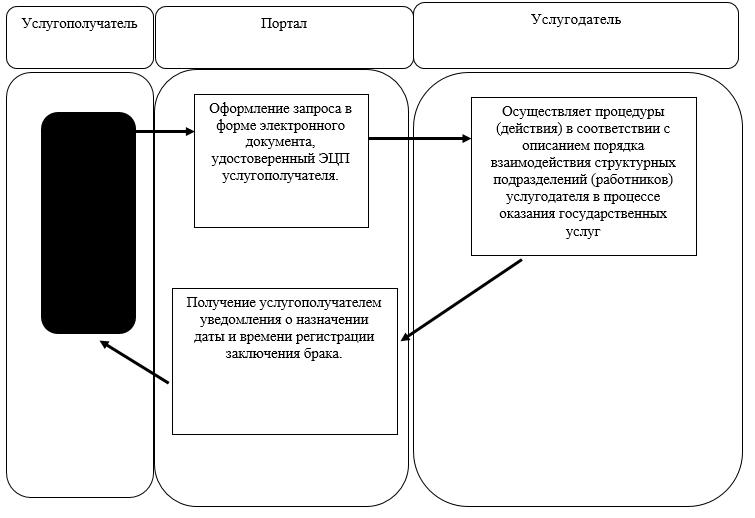 Услугополучатель
Портал
Услугодатель
Оформление запроса в
форме электронного
документа,
удостоверенный ЭЦП
услугополучателя.
Осуществляет процедуры
(действия) в соответствии с
описанием порядка
взаимодействия структурных
подразделений (работников)
услугодателя в процессе
оказания государственных
услуг
Получение услугополучателем
уведомления о назначении
даты и времени регистрации
заключения брака.